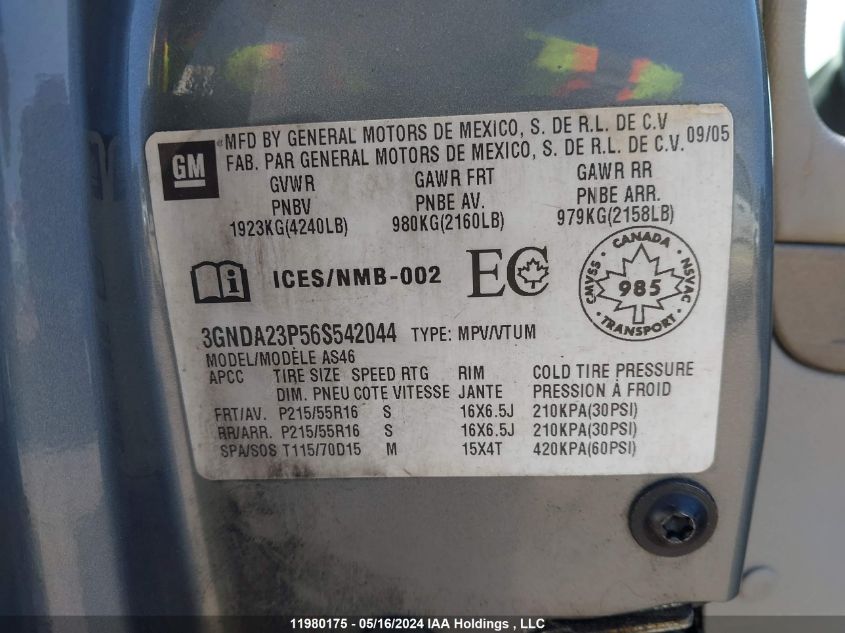 MFD BY GENERAL MOTORS DE MEXICO, S. DE R.L. DE C.V
FAB. PAR GENERAL MOTORS DE MEXICO, S. DE R.L. DE C.V. 09/05
GM
GVWR GAWR FRT GAWR RR
PNBV PNBE AV. PNBE ARR.
1923KG(4240LB) 980KG(2160LB) 979KG(2158LB)
i ICES/NMB-002 EC
CANADA
CMVSS 985 NSVAC
TRANSPORT
3GNDA23P56S542044 TYPE: MPV/VTUM
MODEL/MODÈLE AS46
APCC TIRE SIZE SPEED RTG RIM COLD TIRE PRESSURE
DIM. PNEU COTE VITESSE JANTE PRESSION À FROID
FRT/AV. P215/55R16 S 16X6.5J 210KPA(30PSI)
RR/ARR. P215/55R16 S 16X6.5J 210KPA(30PSI)
SPA/SOS T115/70D15 M 15X4T 420KPA(60PSI)
11980175 - 05/16/2024 IAA Holdings , LLC